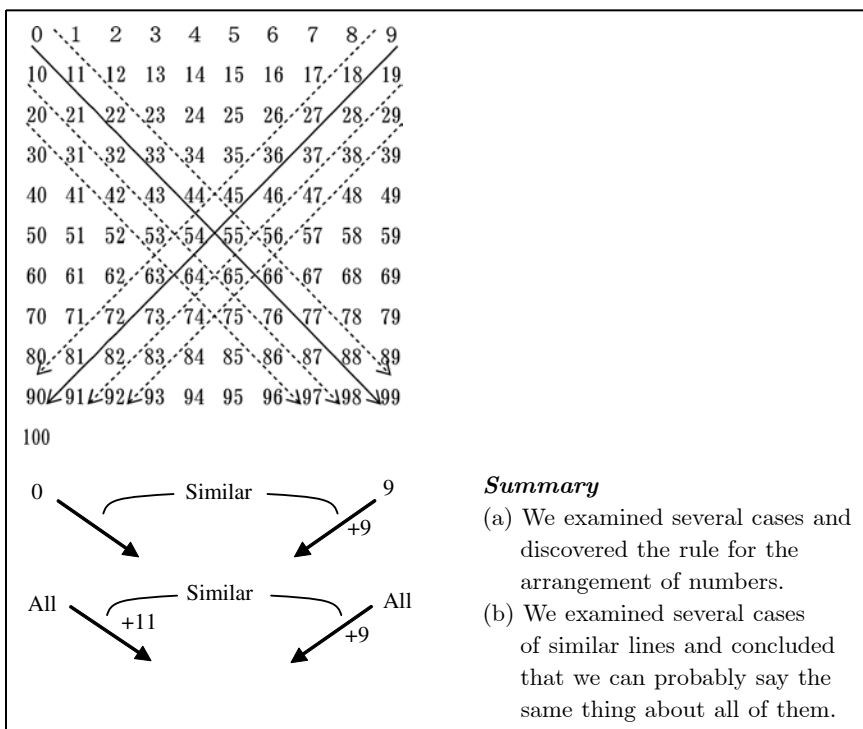 0 1 2 3 4 5 6 7 8 9
10 11 12 13 14 15 16 17 18 19
20 21 22 23 24 25 26 27 28 29
30 31 32 33 34 35 36 37 38 39
40 41 42 43 44 45 46 47 48 49
50 51 52 53 54 55 56 57 58 59
60 61 62 63 64 65 66 67 68 69
70 71 72 73 74 75 76 77 78 79
80 81 82 83 84 85 86 87 88 89
90 91 92 93 94 95 96 97 98 99
100
0 Similar 9
+9
All Similar All
+11 +9
Summary
(a) We examined several cases and
discovered the rule for the
arrangement of numbers.
(b) We examined several cases
of similar lines and concluded
that we can probably say the
same thing about all of them.